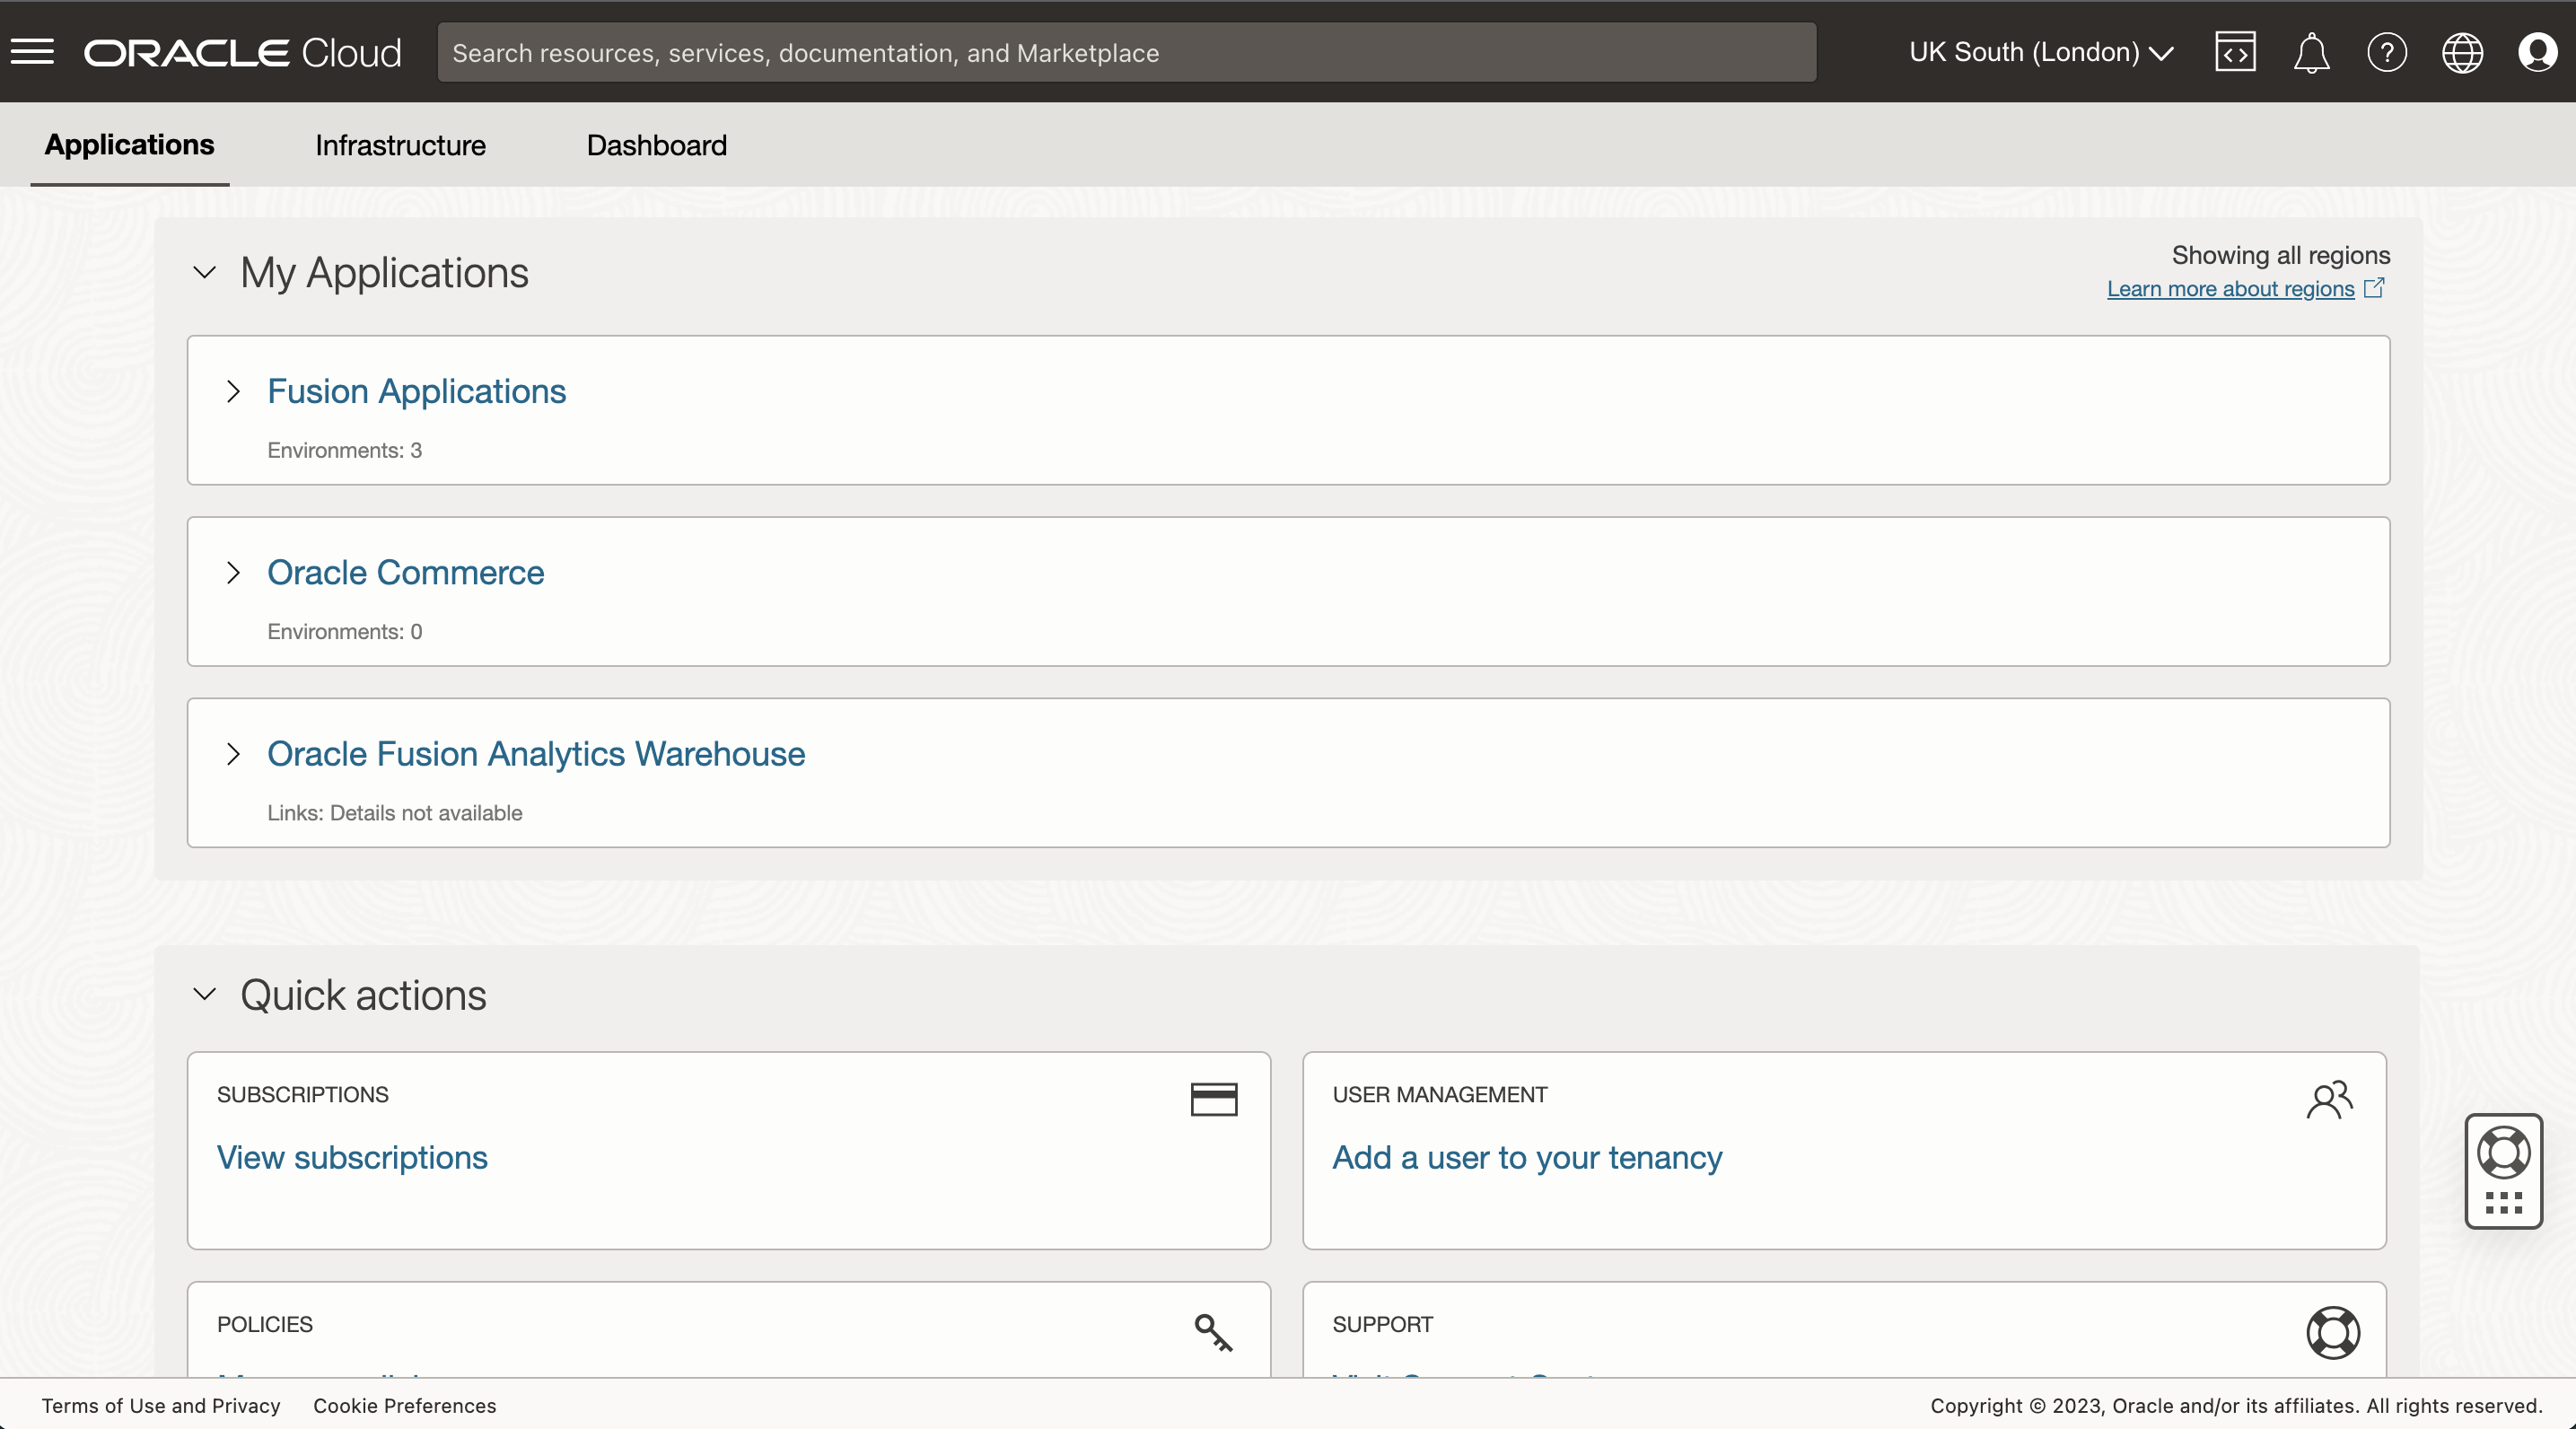 ORACLE Cloud
Search resources, services, documentation, and Marketplace
UK South (London)
Applications
Infrastructure
Dashboard
My Applications
Showing all regions
Learn more about regions
Fusion Applications
Environments: 3
Oracle Commerce
Environments: 0
Oracle Fusion Analytics Warehouse
Links: Details not available
Quick actions
SUBSCRIPTIONS
View subscriptions
USER MANAGEMENT
Add a user to your tenancy
POLICIES
SUPPORT
Terms of Use and Privacy
Cookie Preferences
Copyright © 2023, Oracle and/or its affiliates. All rights reserved.